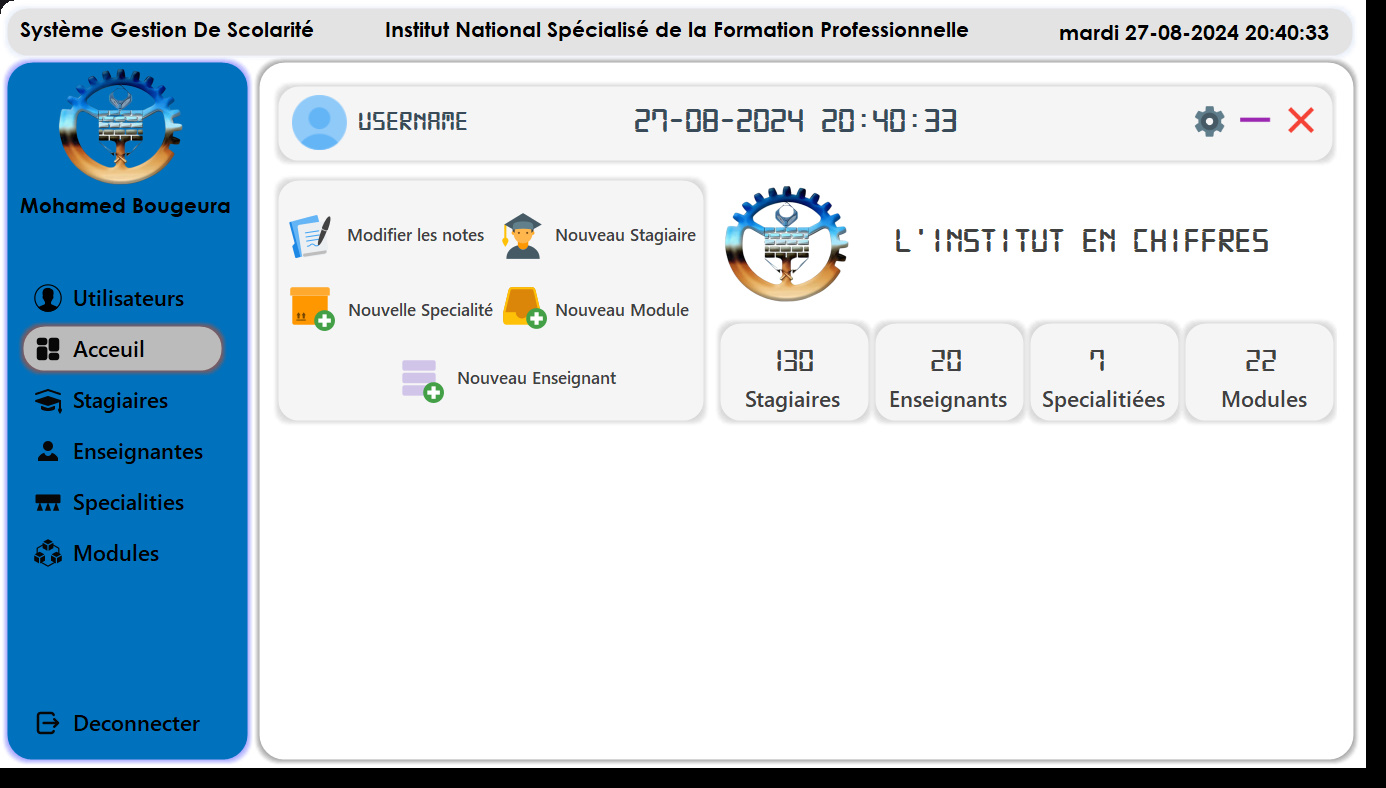 Système Gestion De Scolarité
Institut National Spécialisé de la Formation Professionnelle
mardi 27-08-2024 20:40:33
Mohamed Bougeura
Utilisateurs
Acceuil
Stagiaires
Enseignantes
Specialities
Modules
Deconnecter
USERNAME
27-08-2024 20:40:33
Modifier les notes
Nouveau Stagiaire
Nouvelle Specialité
Nouveau Module
Nouveau Enseignant
L'INSTITUT EN CHIFFRES
130
Stagiaires
20
Enseignants
7
Specialitiées
22
Modules